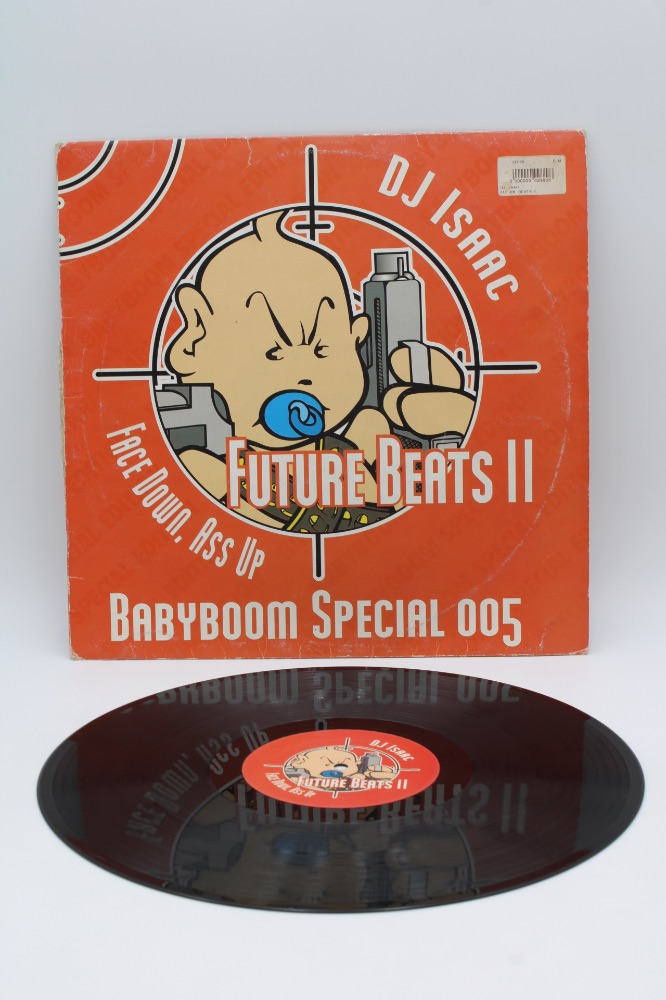 DJ ISAAC
FACE DOWN, ASS UP
FUTURE BEATS II
BABYBOOM SPECIAL 005
DJ ISAAC
FUTURE BEATS II
FACE DOWN, ASS UP